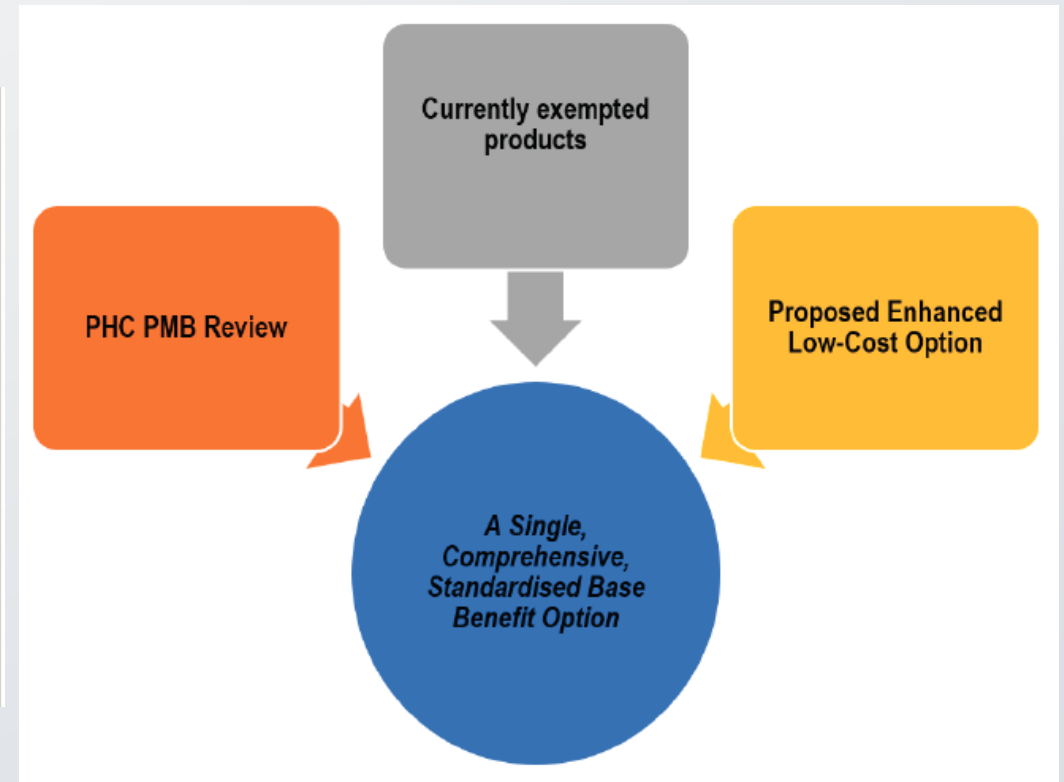 Currently exempted
products
PHC PMB Review
Proposed Enhanced
Low-Cost Option
A Single,
Comprehensive,
Standardised Base
Benefit Option